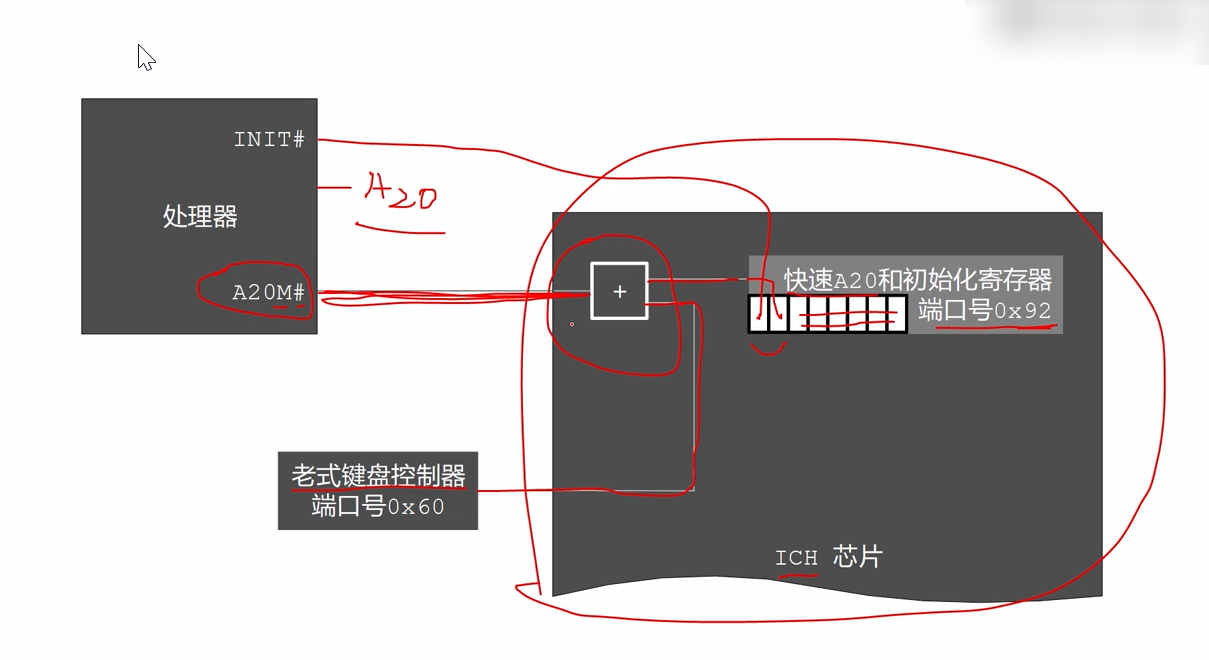 INIT#
A20
处理器
A20M#
+
快速A20和初始化寄存器
端口号0x92
老式键盘控制器
端口号0x60
ICH 芯片